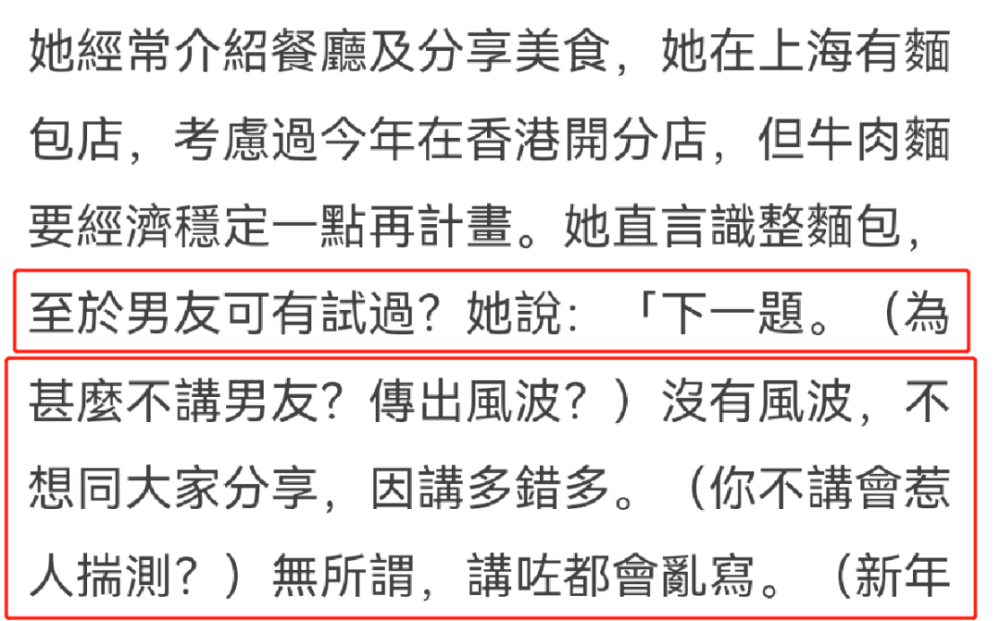 她經常介紹餐廳及分享美食，她在上海有麵
包店，考慮過今年在香港開分店，但牛肉麵
要經濟穩定一點再計畫。她直言識整麵包，
至於男友可有試過？她說：「下一題。（為
甚麼不講男友？傳出風波？）沒有風波，不
想同大家分享，因講多錯多。（你不講會惹
人揣測？）無所謂，講咗都會亂寫。（新年